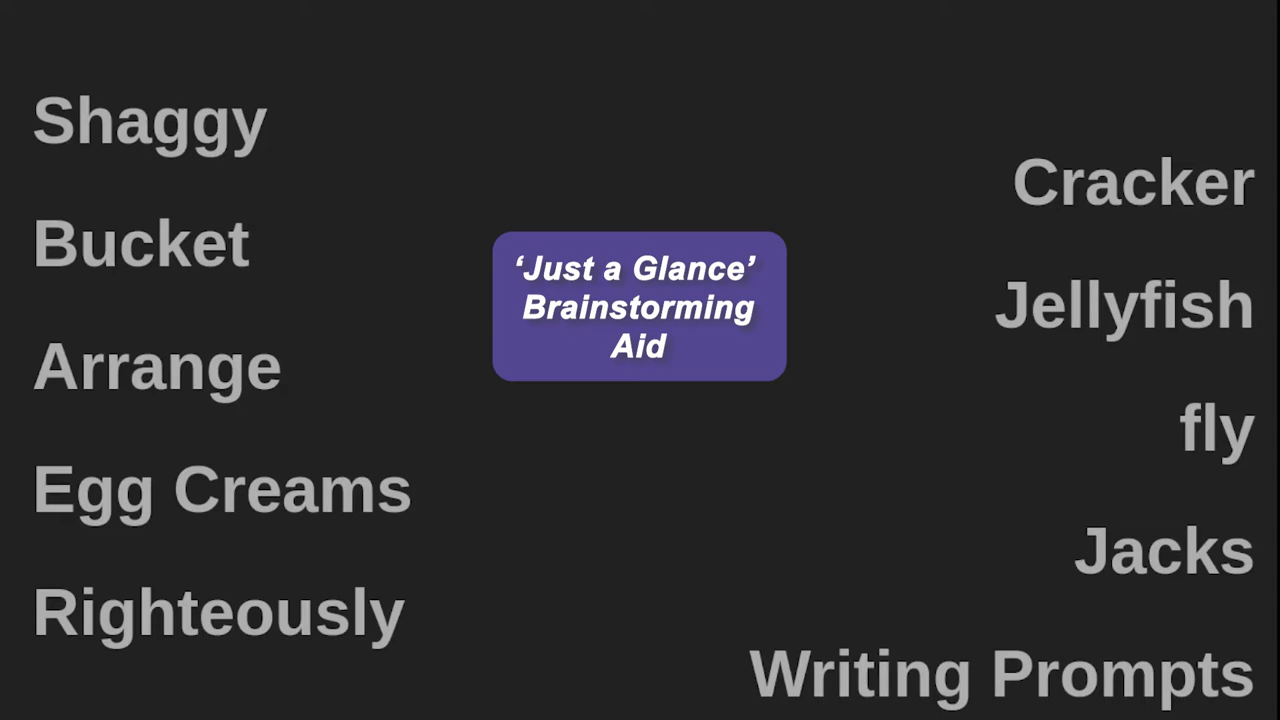 Shaggy
Bucket
Arrange
Egg Creams
Righteously
‘Just a Glance’
Brainstorming
Aid
Cracker
Jellyfish
fly
Jacks
Writing Prompts